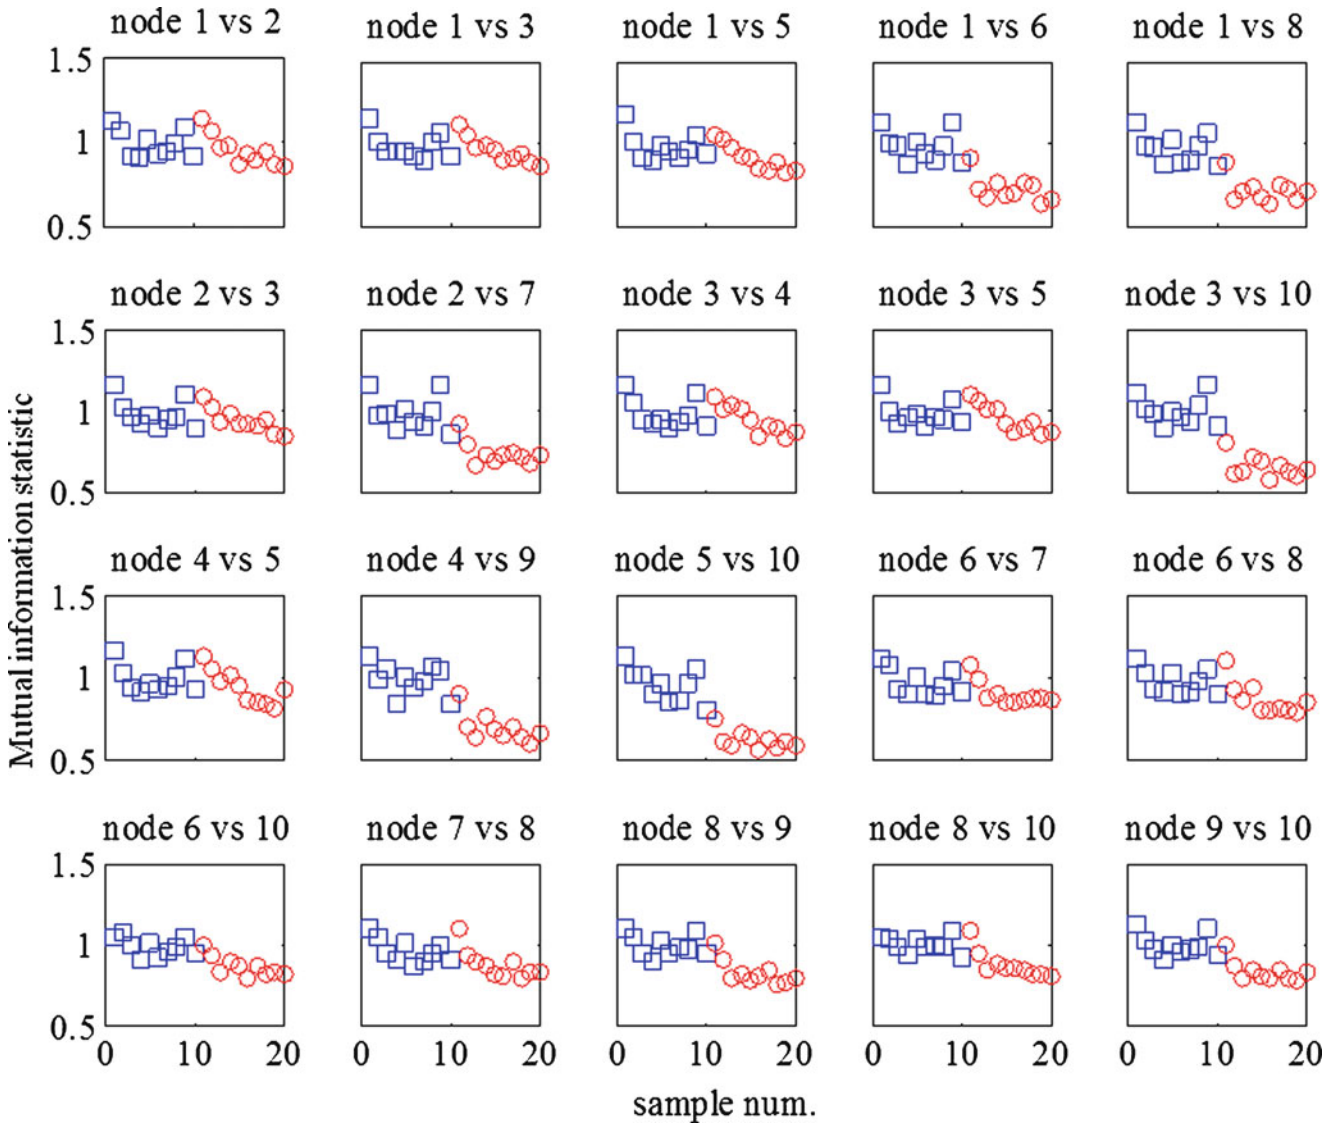 node 1 vs 2
node 1 vs 3
node 1 vs 5
node 1 vs 6
node 1 vs 8
1.5
1
0.5
node 2 vs 3
node 2 vs 7
node 3 vs 4
node 3 vs 5
node 3 vs 10
1.5
1
0.5
Mutual information statistic
node 4 vs 5
node 4 vs 9
node 5 vs 10
node 6 vs 7
node 6 vs 8
1.5
1
0.5
node 6 vs 10
node 7 vs 8
node 8 vs 9
node 8 vs 10
node 9 vs 10
1.5
1
0.5
0 10 20
0 10 20
0 10 20
0 10 20
0 10 20
sample num.